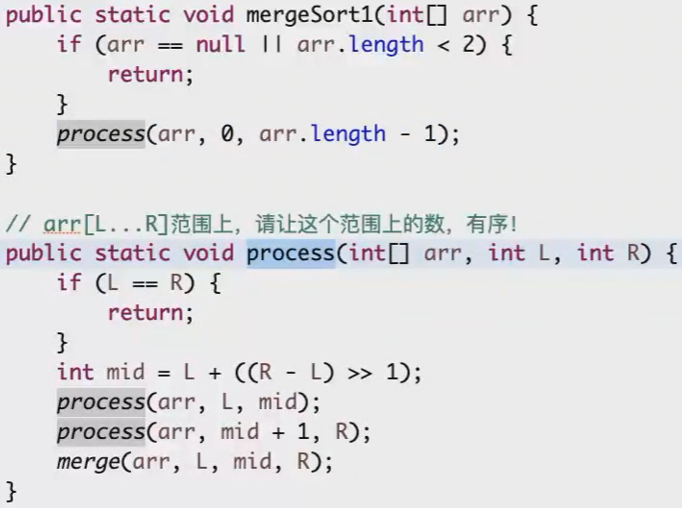 public static void mergeSort1(int[] arr) {
    if (arr == null || arr.length < 2) {
        return;
    }
    process(arr, 0, arr.length - 1);
}
// arr[L...R]范围上，请让这个范围上的数，有序！
public static void process(int[] arr, int L, int R) {
    if (L == R) {
        return;
    }
    int mid = L + ((R - L) >> 1);
    process(arr, L, mid);
    process(arr, mid + 1, R);
    merge(arr, L, mid, R);
}